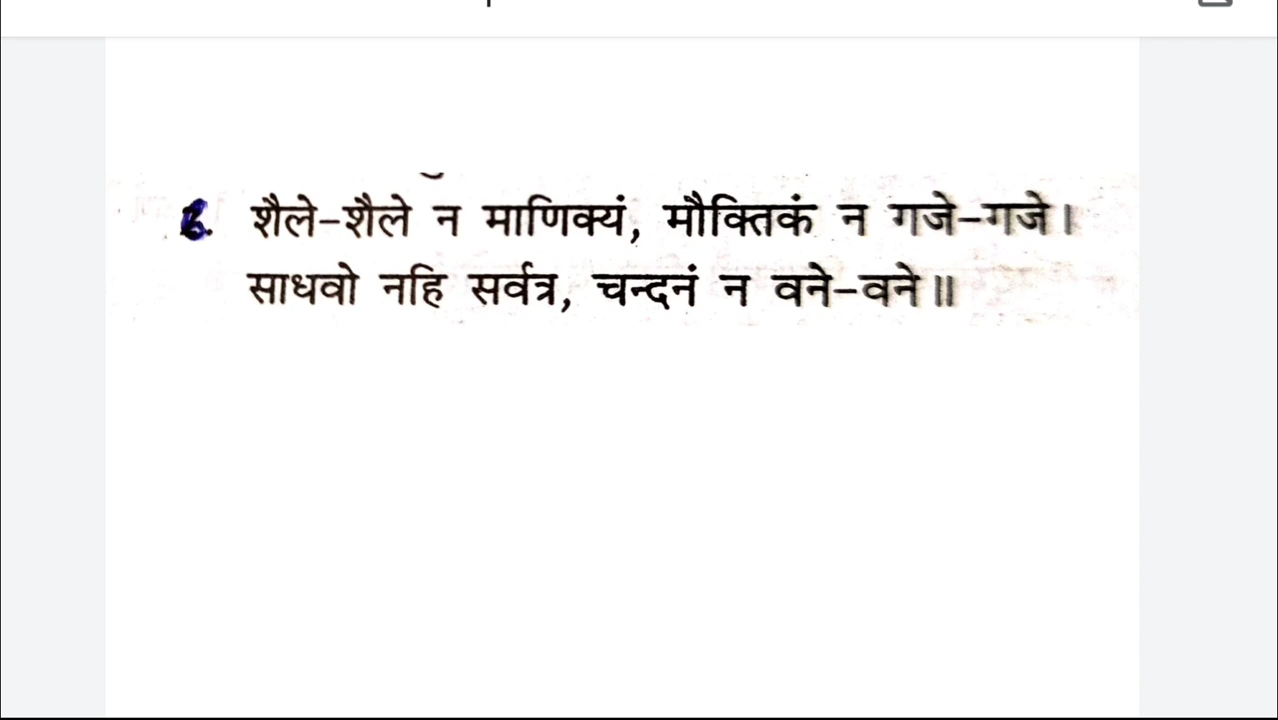 शैले-शैले न माणिक्यं, मौक्तिकं न गजे-गजे।
साधवो नहि सर्वत्र, चन्दनं न वने-वने॥